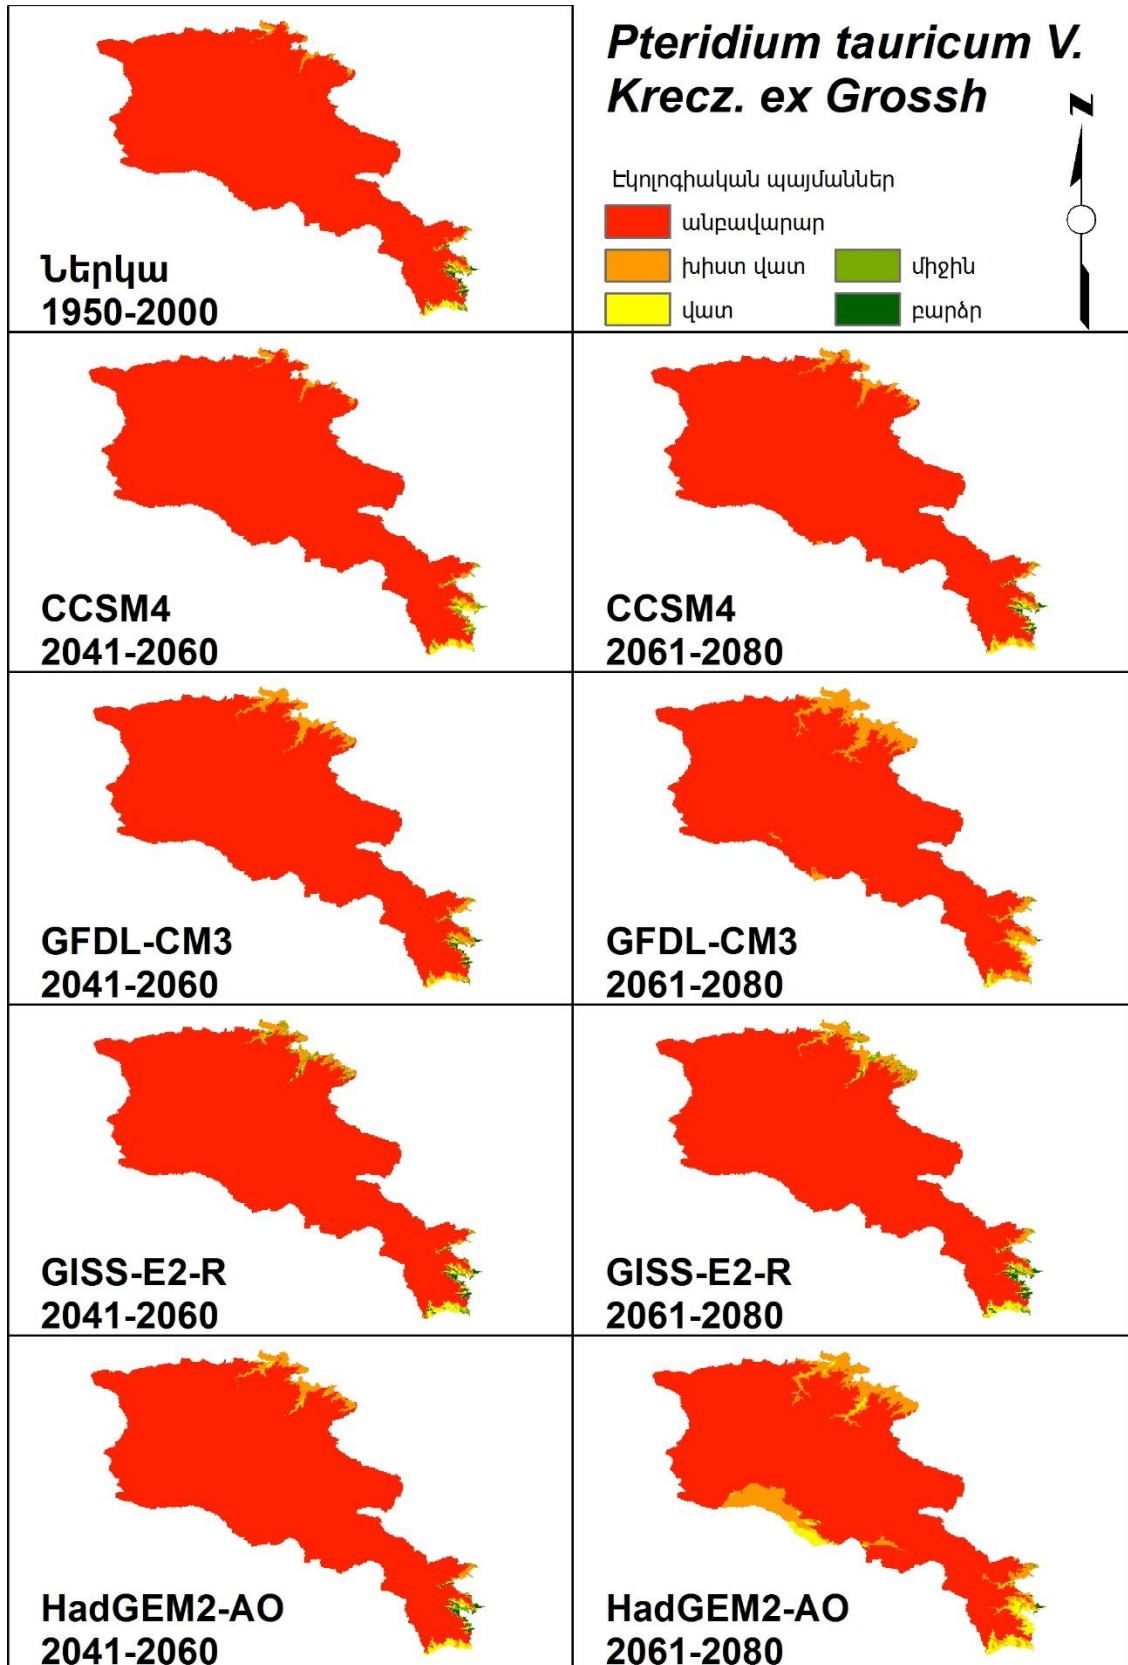 Pteridium tauricum V.
Krecz. ex Grossh
N
Էկոլոգիական պայմաններ
անբավարար
խիստ վատ
միջին
վատ
բարձր
Ներկա
1950-2000
CCSM4
2041-2060
CCSM4
2061-2080
GFDL-CM3
2041-2060
GFDL-CM3
2061-2080
GISS-E2-R
2041-2060
GISS-E2-R
2061-2080
HadGEM2-AO
2041-2060
HadGEM2-AO
2061-2080